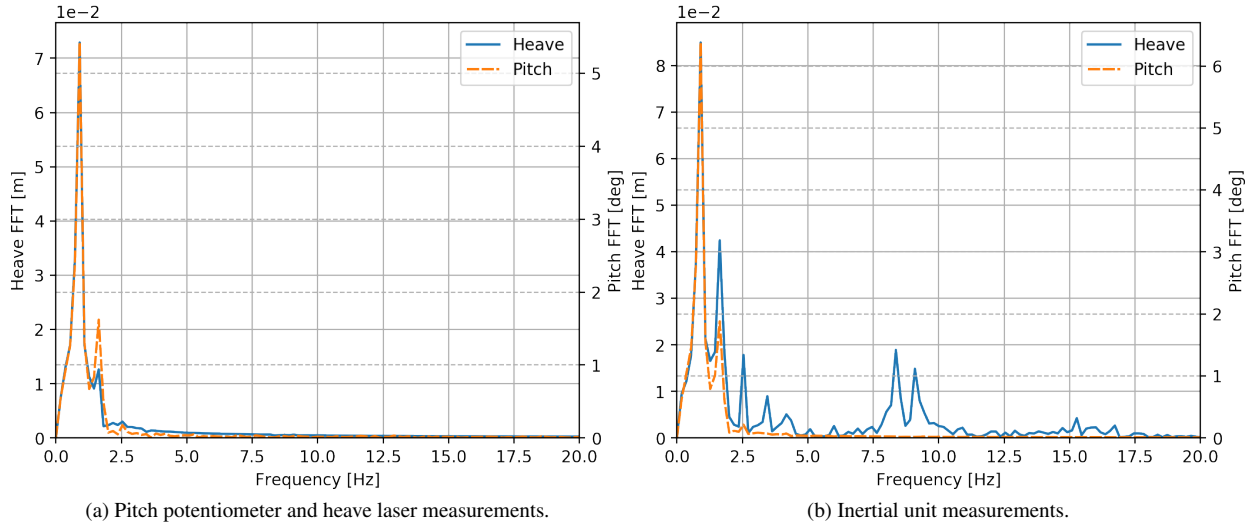 1e−2
Heave
Pitch
7
6
5
4
3
2
1
0
Heave FFT [m]
5
4
3
2
1
0
Pitch FFT [deg]
0.0 2.5 5.0 7.5 10.0 12.5 15.0 17.5 20.0
Frequency [Hz]
(a) Pitch potentiometer and heave laser measurements.
1e−2
Heave
Pitch
8
7
6
5
4
3
2
1
0
Heave FFT [m]
6
5
4
3
2
1
0
Pitch FFT [deg]
0.0 2.5 5.0 7.5 10.0 12.5 15.0 17.5 20.0
Frequency [Hz]
(b) Inertial unit measurements.